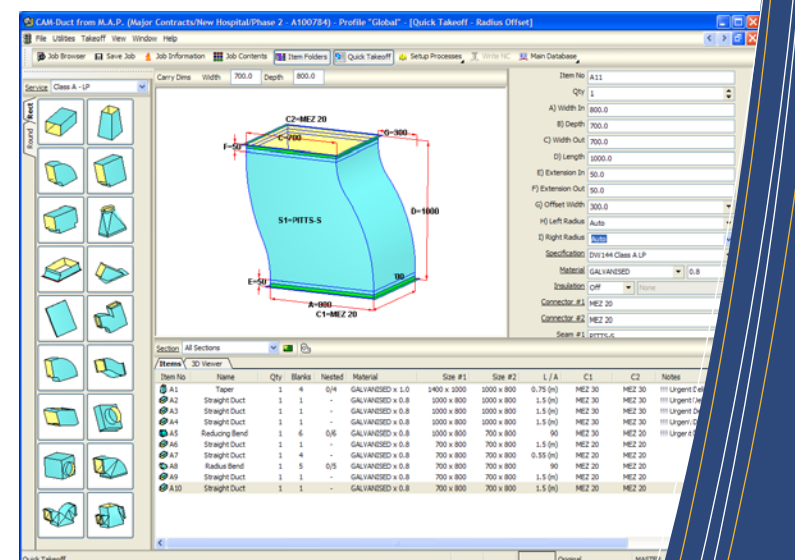 CAM-Duct from M.A.P. (Major Contracts/New Hospital/Phase 2 - A100784) - Profile "Global" - [Quick Takeoff - Radius Offset]
File Utilities Takeoff View Window Help
Job Browser Save Job Job Information Job Contents Item Folders Quick Takeoff Setup Processes Write NC Main Database
Service Class A - LP
Rect
Round
Carry Dims Width 700.0 Depth 800.0
C2=MEZ 20
G=300
C=700
F=50
D=1000
S1=PITTS-S
E=50
A=800
C1=MEZ 20
Item No A11
Qty 1
A) Width In 800.0
B) Depth 700.0
C) Width Out 700.0
D) Length 1000.0
E) Extension In 50.0
F) Extension Out 50.0
G) Offset Width 300.0
H) Left Radius Auto
I) Right Radius Auto
Specification DW144 Class A LP
Material GALVANISED 0.8
Insulation Off None
Connector #1 MEZ 20
Connector #2 MEZ 20
Seam #1 PITTS-S
Section All Sections
Items 3D Viewer
Item No Name Qty Blanks Nested Material Size #1 Size #2 L / A C1 C2 Notes
A1 Taper 1 4 0/4 GALVANISED x 1.0 1400 x 1000 1000 x 800 0.75 (m) MEZ 30 MEZ 30 !!!! Urgent
A2 Straight Duct 1 1 - GALVANISED x 0.8 1000 x 800 1000 x 800 1.5 (m) MEZ 30 MEZ 30 !!!! Urgent
A3 Straight Duct 1 1 - GALVANISED x 0.8 1000 x 800 1000 x 800 1.5 (m) MEZ 30 MEZ 30 !!!! Urgent
A4 Straight Duct 1 1 - GALVANISED x 0.8 1000 x 800 1000 x 800 1.5 (m) MEZ 30 MEZ 30 !!!! Urgent
A5 Reducing Bend 1 6 0/6 GALVANISED x 0.8 1000 x 800 700 x 800 90 MEZ 30 MEZ 20 !!!! Urgent
A6 Straight Duct 1 1 - GALVANISED x 0.8 700 x 800 700 x 800 1.5 (m) MEZ 20 MEZ 20
A7 Straight Duct 1 4 - GALVANISED x 0.8 700 x 800 700 x 800 0.55 (m) MEZ 20 MEZ 20
A8 Radius Bend 1 5 0/5 GALVANISED x 0.8 700 x 800 700 x 800 90 MEZ 20 MEZ 20
A9 Straight Duct 1 1 - GALVANISED x 0.8 700 x 800 700 x 800 1.5 (m) MEZ 20 MEZ 20
A10 Straight Duct 1 1 - GALVANISED x 0.8 700 x 800 700 x 800 1.5 (m) MEZ 20 MEZ 20
Quick Takeoff